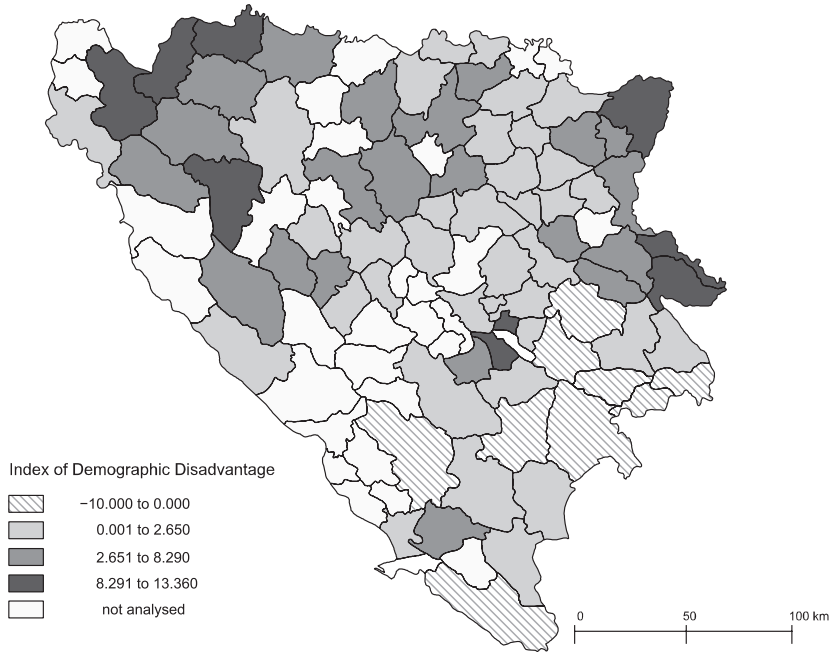 Index of Demographic Disadvantage
−10.000 to 0.000
0.001 to 2.650
2.651 to 8.290
8.291 to 13.360
not analysed
0 50 100 km